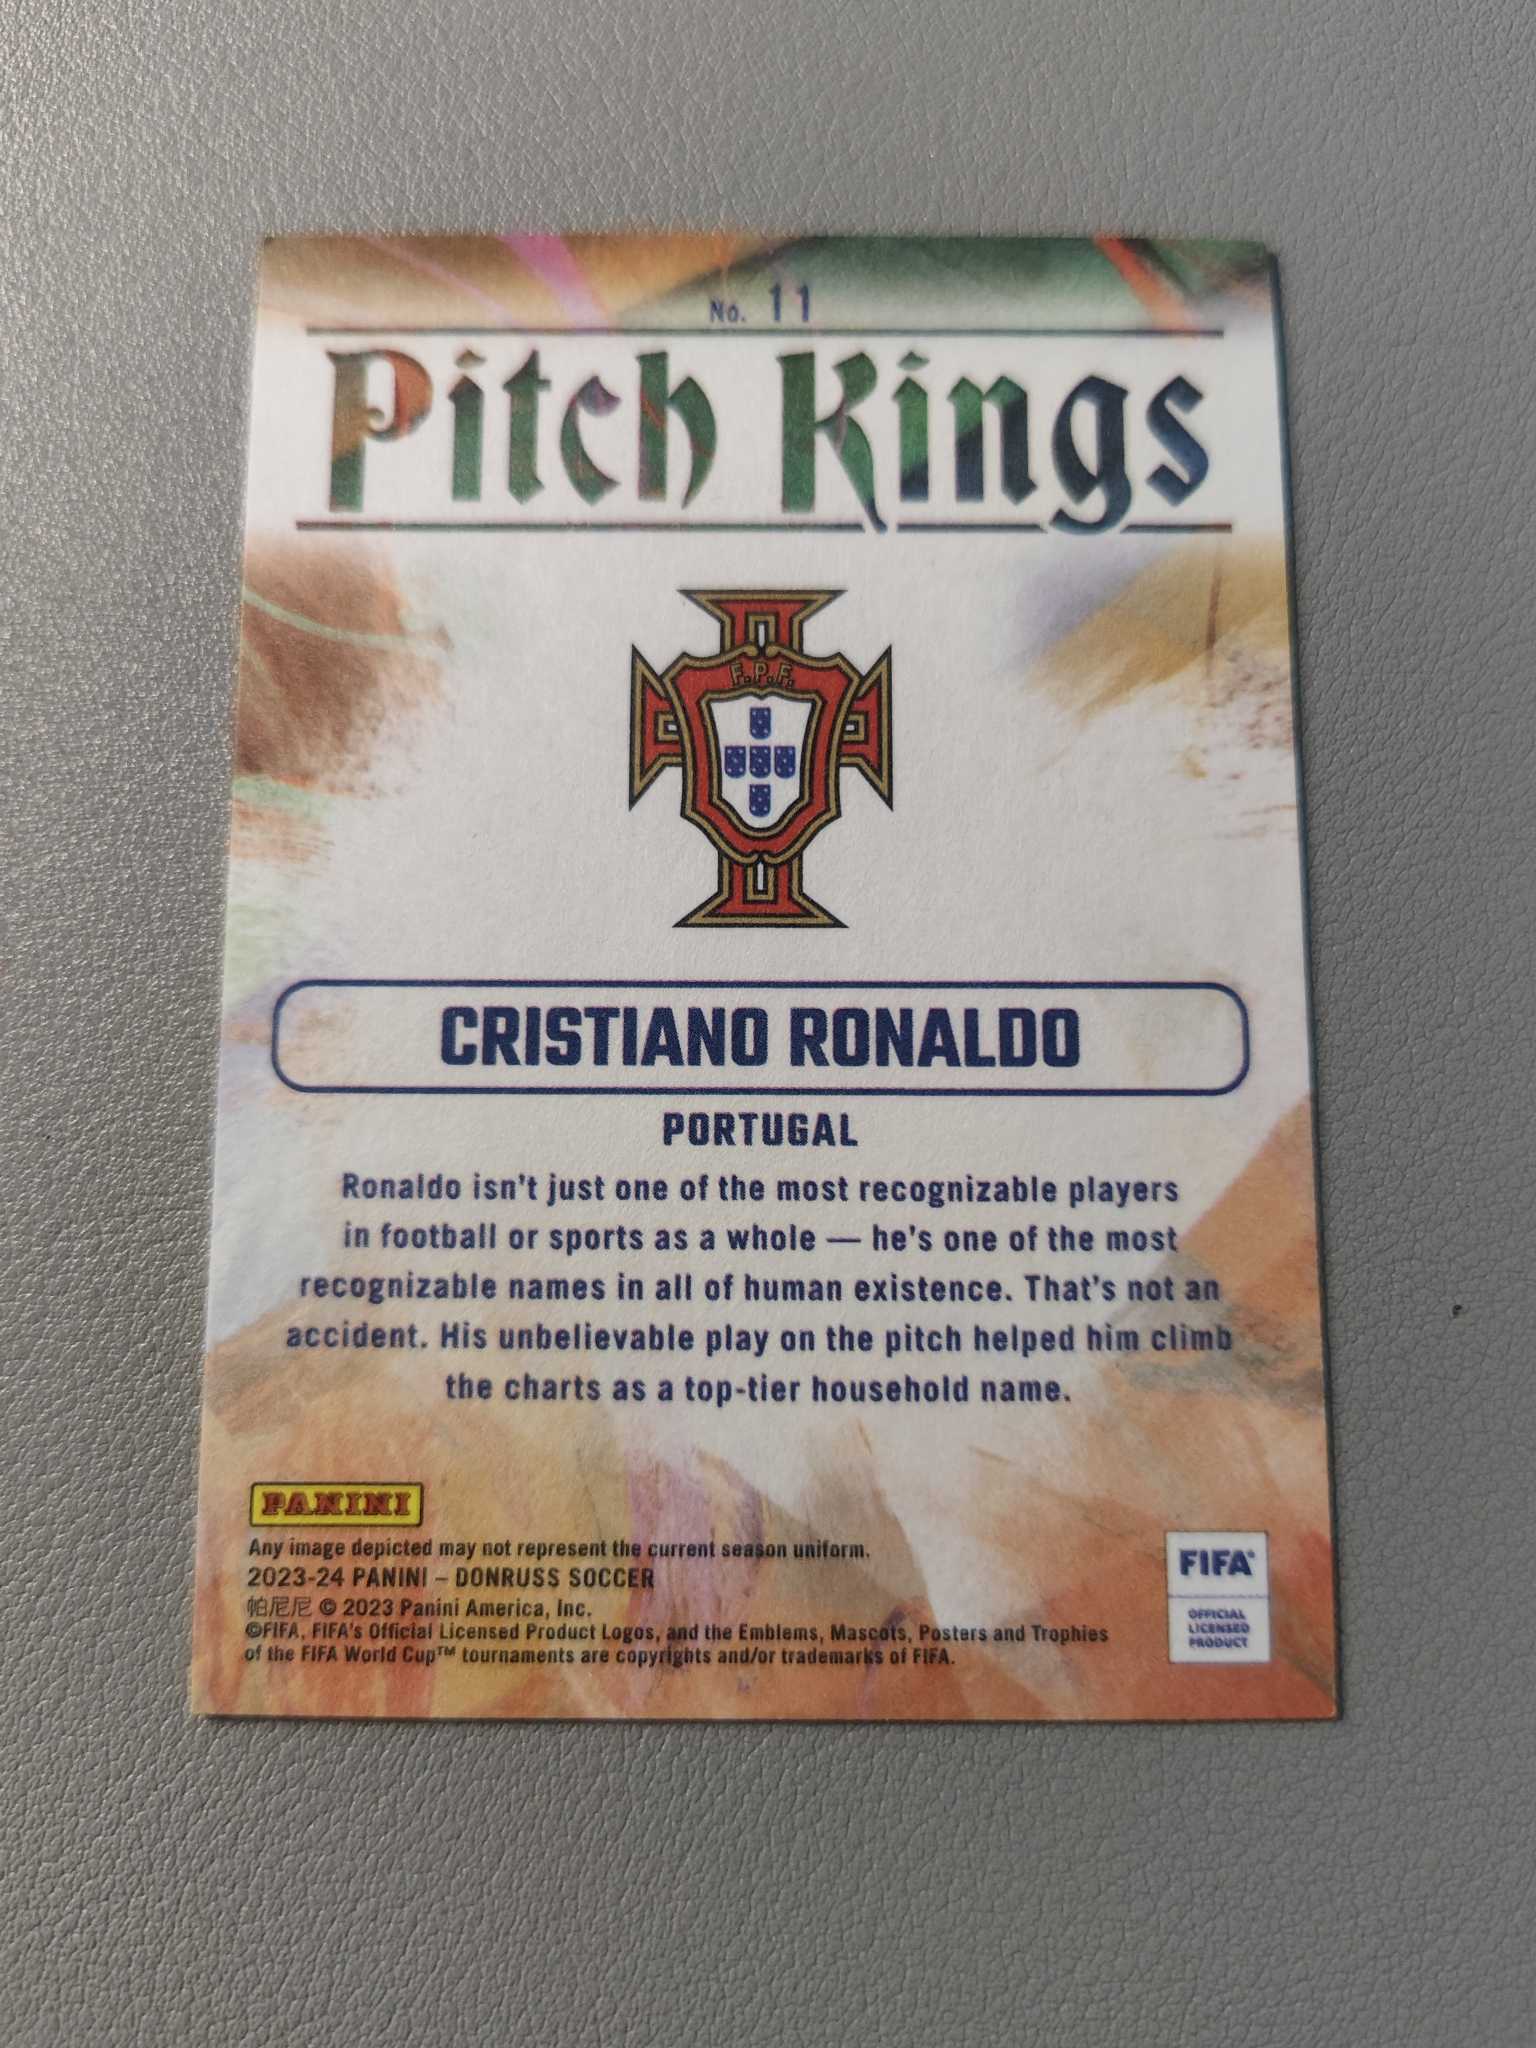 No. 11
Pitch Kings
F.P.F.
CRISTIANO RONALDO
PORTUGAL
Ronaldo isn't just one of the most recognizable players
in football or sports as a whole — he's one of the most
recognizable names in all of human existence. That's not an
accident. His unbelievable play on the pitch helped him climb
the charts as a top-tier household name.
PANINI
Any image depicted may not represent the current season uniform.
2023-24 PANINI – DONRUSS SOCCER
帕尼尼 © 2023 Panini America, Inc.
©FIFA, FIFA's Official Licensed Product Logos, and the Emblems, Mascots, Posters and Trophies
of the FIFA World Cup™ tournaments are copyrights and/or trademarks of FIFA.
FIFA®
OFFICIAL
LICENSED
PRODUCT